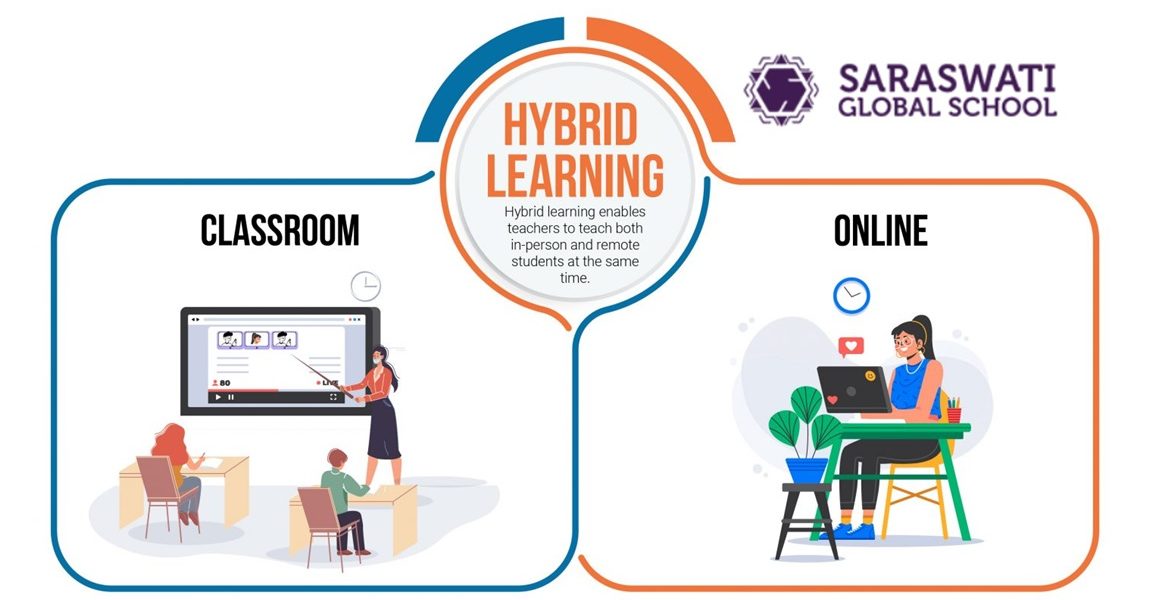 SARASWATI
GLOBAL SCHOOL
HYBRID
LEARNING
Hybrid learning enables
teachers to teach both
in-person and remote
students at the same
time.
CLASSROOM
80
LIVE
ONLINE